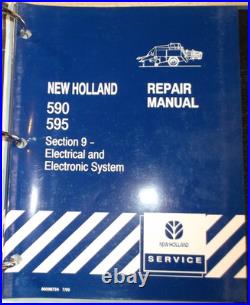 NEW HOLLAND
590
595
Section 9 -
Electrical and
Electronic System
REPAIR
MANUAL
NEW HOLLAND
SERVICE